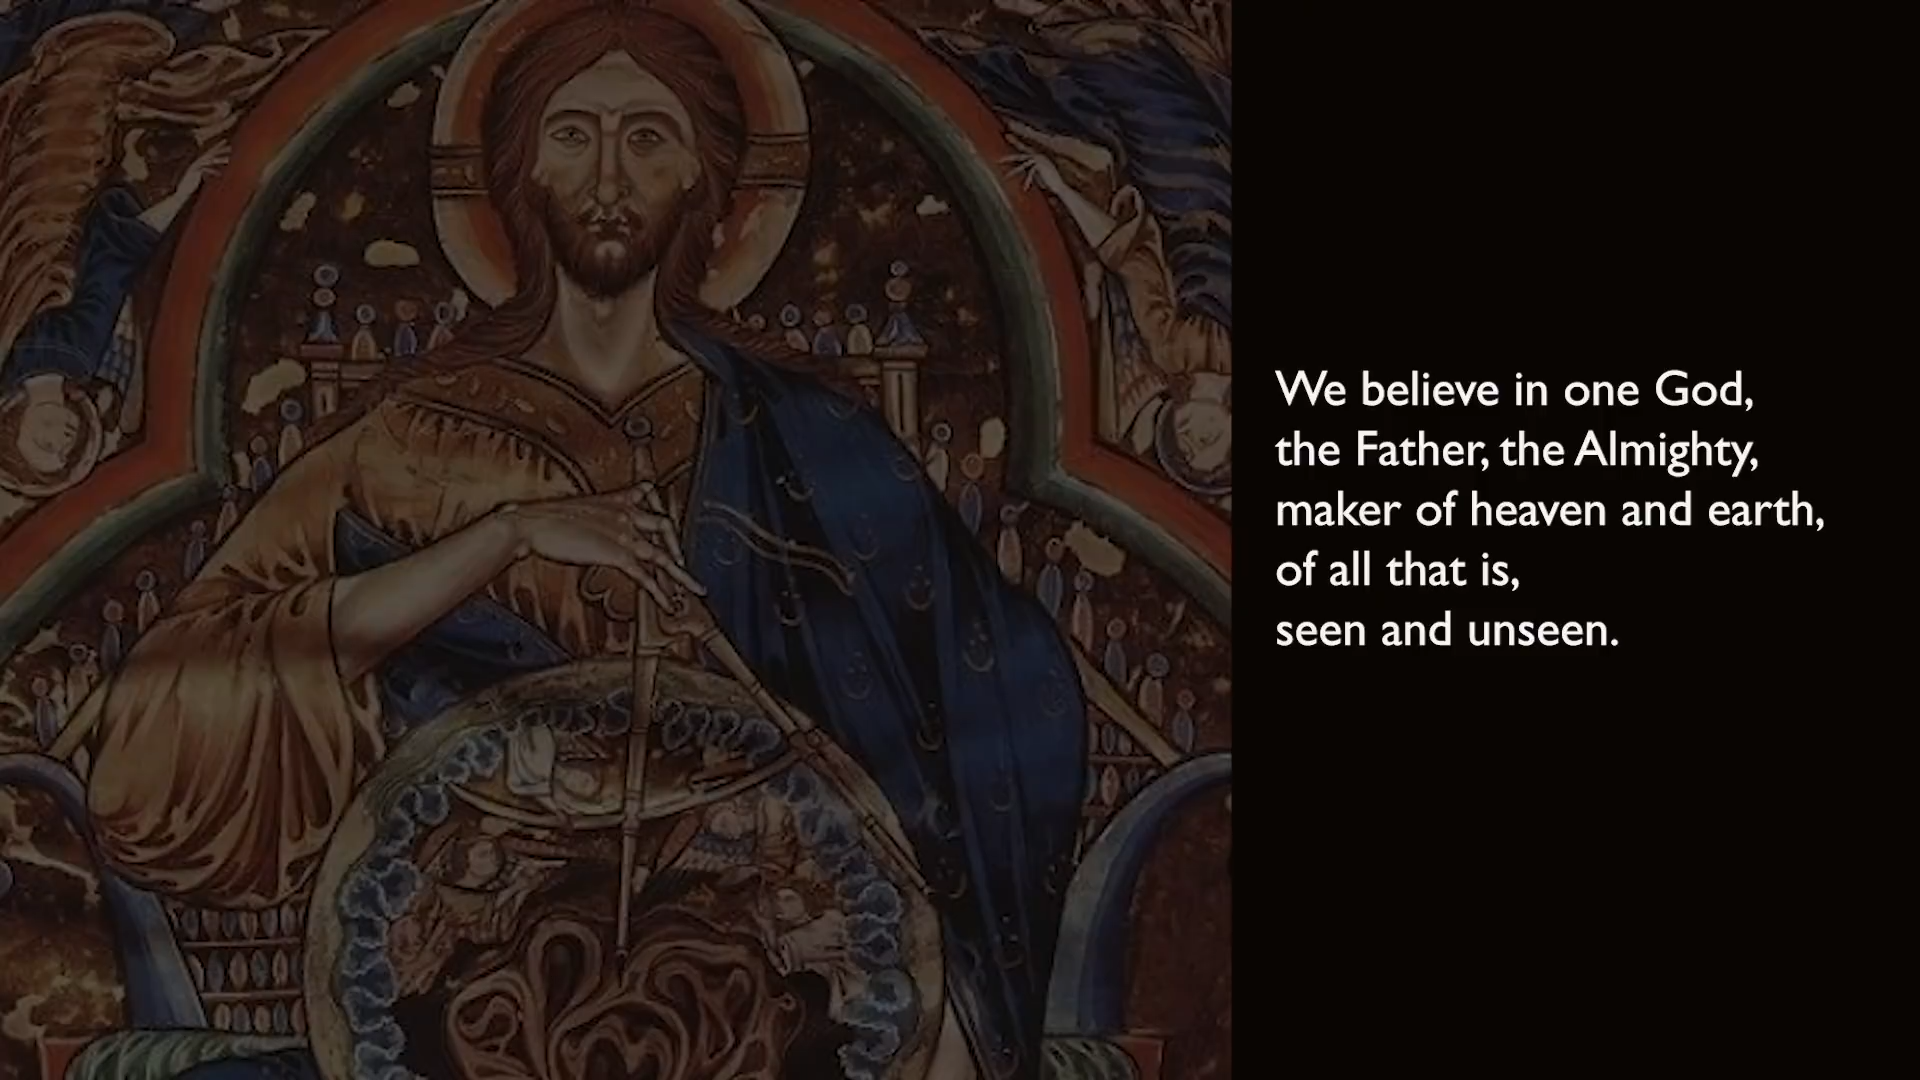 We believe in one God,
the Father, the Almighty,
maker of heaven and earth,
of all that is,
seen and unseen.